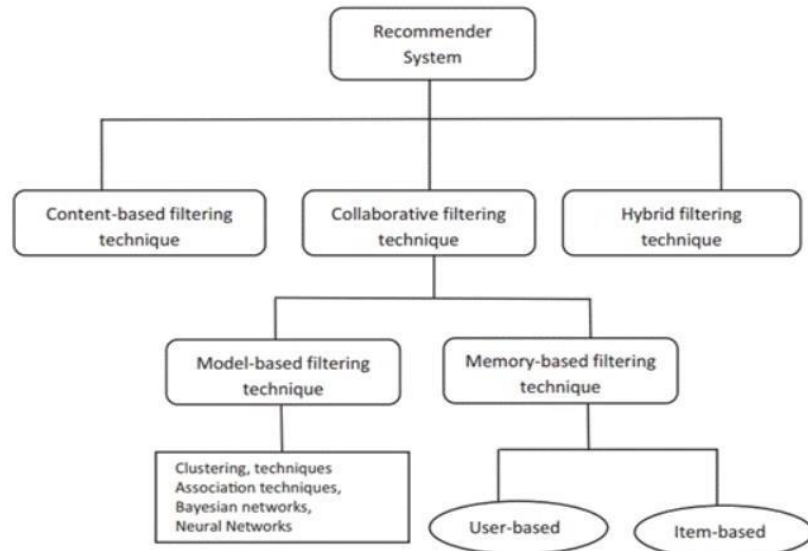 Recommender
System
Content-based filtering
technique
Collaborative filtering
technique
Hybrid filtering
technique
Model-based filtering
technique
Memory-based filtering
technique
Clustering, techniques
Association techniques,
Bayesian networks,
Neural Networks
User-based
Item-based